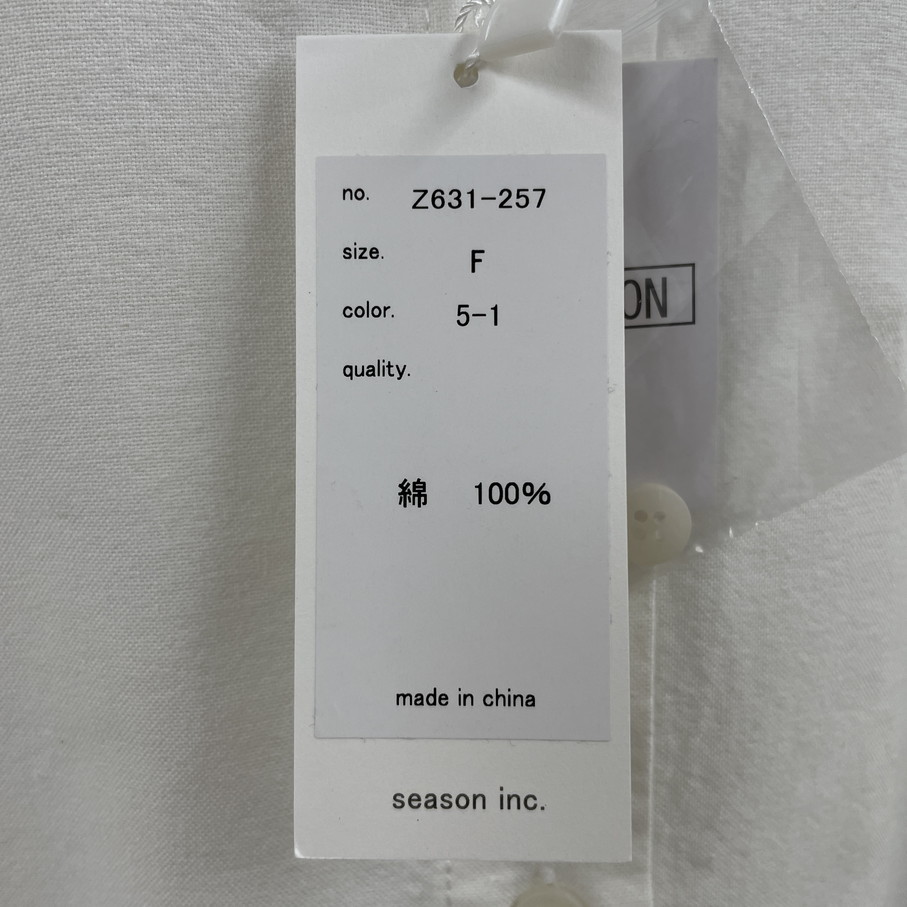 no. Z631-257
size. F
color. 5-1
quality.
綿 100%
made in china
season inc.
ON